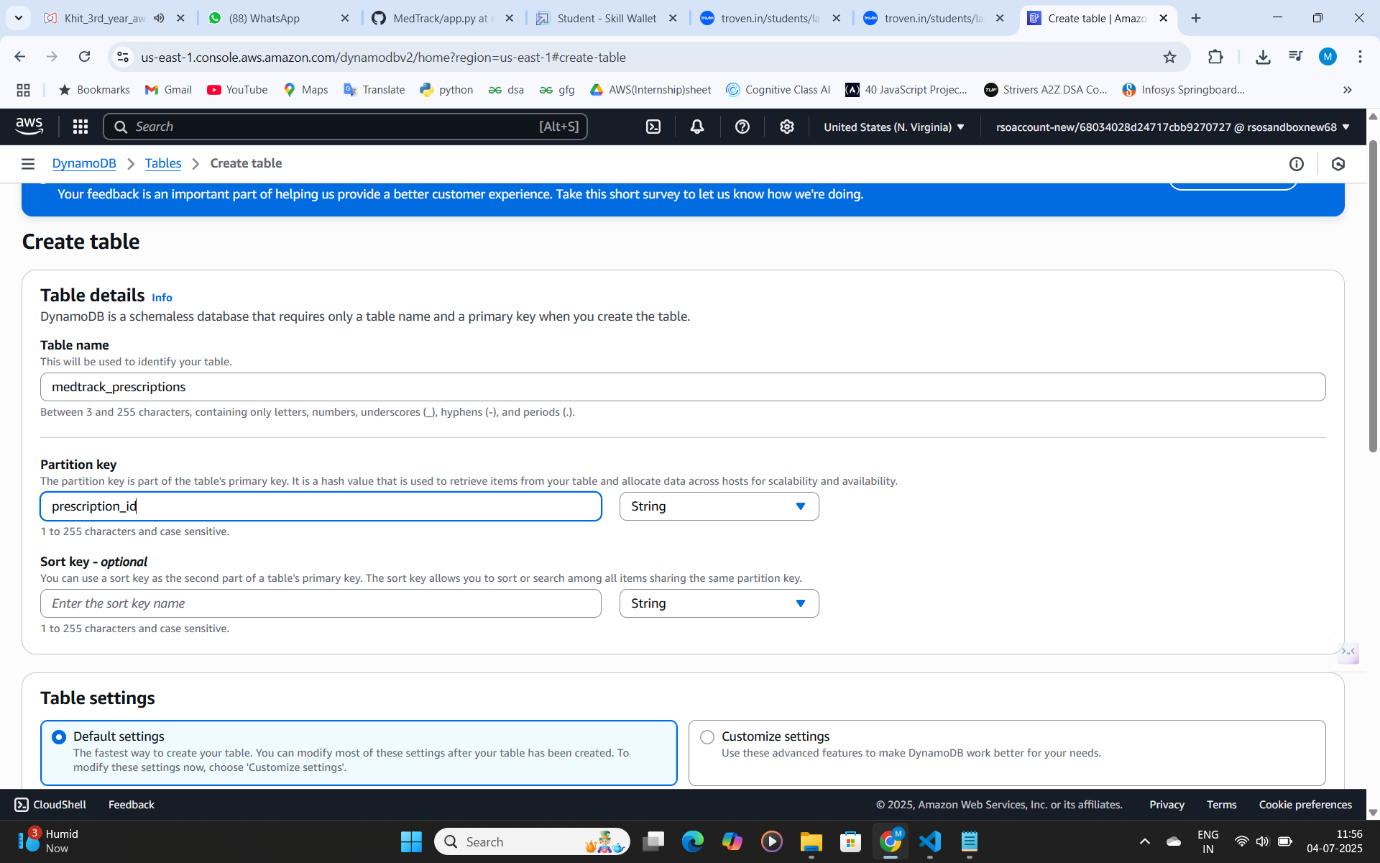 Khit_3rd_year_aw
(88) WhatsApp
MedTrack/app.py at
Student - Skill Wallet
troven.in/students/la
troven.in/students/la
Create table | Amazo
us-east-1.console.aws.amazon.com/dynamodbv2/home?region=us-east-1#create-table
M
Bookmarks
Gmail
YouTube
Maps
Translate
python
dsa
gfg
AWS(Internship)sheet
Cognitive Class AI
40 JavaScript Projec...
Strivers A2Z DSA Co...
Infosys Springboard...
aws
Search
[Alt+S]
United States (N. Virginia)
rsoaccount-new/68034028d24717cbb9270727 @ rsosandboxnew68
DynamoDB
Tables
Create table
Your feedback is an important part of helping us provide a better customer experience. Take this short survey to let us know how we're doing.
Create table
Table details Info
DynamoDB is a schemaless database that requires only a table name and a primary key when you create the table.
Table name
This will be used to identify your table.
medtrack_prescriptions
Between 3 and 255 characters, containing only letters, numbers, underscores (_), hyphens (-), and periods (.).
Partition key
The partition key is part of the table's primary key. It is a hash value that is used to retrieve items from your table and allocate data across hosts for scalability and availability.
prescription_id
String
1 to 255 characters and case sensitive.
Sort key - optional
You can use a sort key as the second part of a table's primary key. The sort key allows you to sort or search among all items sharing the same partition key.
Enter the sort key name
String
1 to 255 characters and case sensitive.
Table settings
Default settings
The fastest way to create your table. You can modify most of these settings after your table has been created. To
modify these settings now, choose 'Customize settings'.
Customize settings
Use these advanced features to make DynamoDB work better for your needs.
CloudShell
Feedback
© 2025, Amazon Web Services, Inc. or its affiliates.
Privacy
Terms
Cookie preferences
3
Humid
Now
Search
M
ENG
IN
11:56
04-07-2025